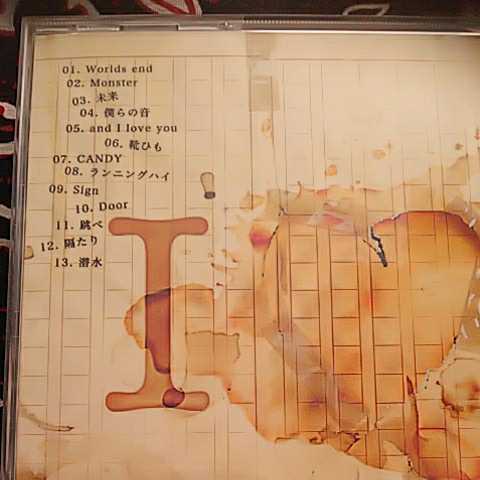 01. Worlds end
02. Monster
03. 未来
04. 僕らの音
05. and I love you
06. 靴ひも
07. CANDY
08. ランニングハイ
09. Sign
10. Door
11. 跳べ
12. 隔たり
13. 潜水
I